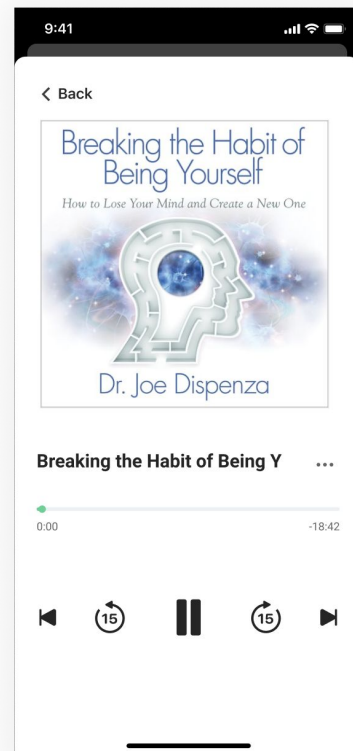 9:41
Back
Breaking the Habit of
Being Yourself
How to Lose Your Mind and Create a New One
Dr. Joe Dispenza
Breaking the Habit of Being Y
0:00
-18:42
15
15